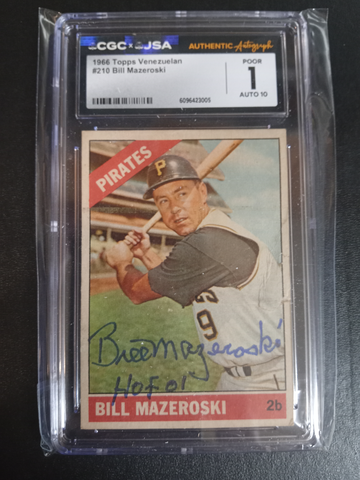 CGC × JSA
AUTHENTIC Autograph
1966 Topps Venezuelan
#210 Bill Mazeroski
POOR
1
AUTO 10
6096423005
PIRATES
P
9
Bill Mazeroski
HOF 01
BILL MAZEROSKI 2b